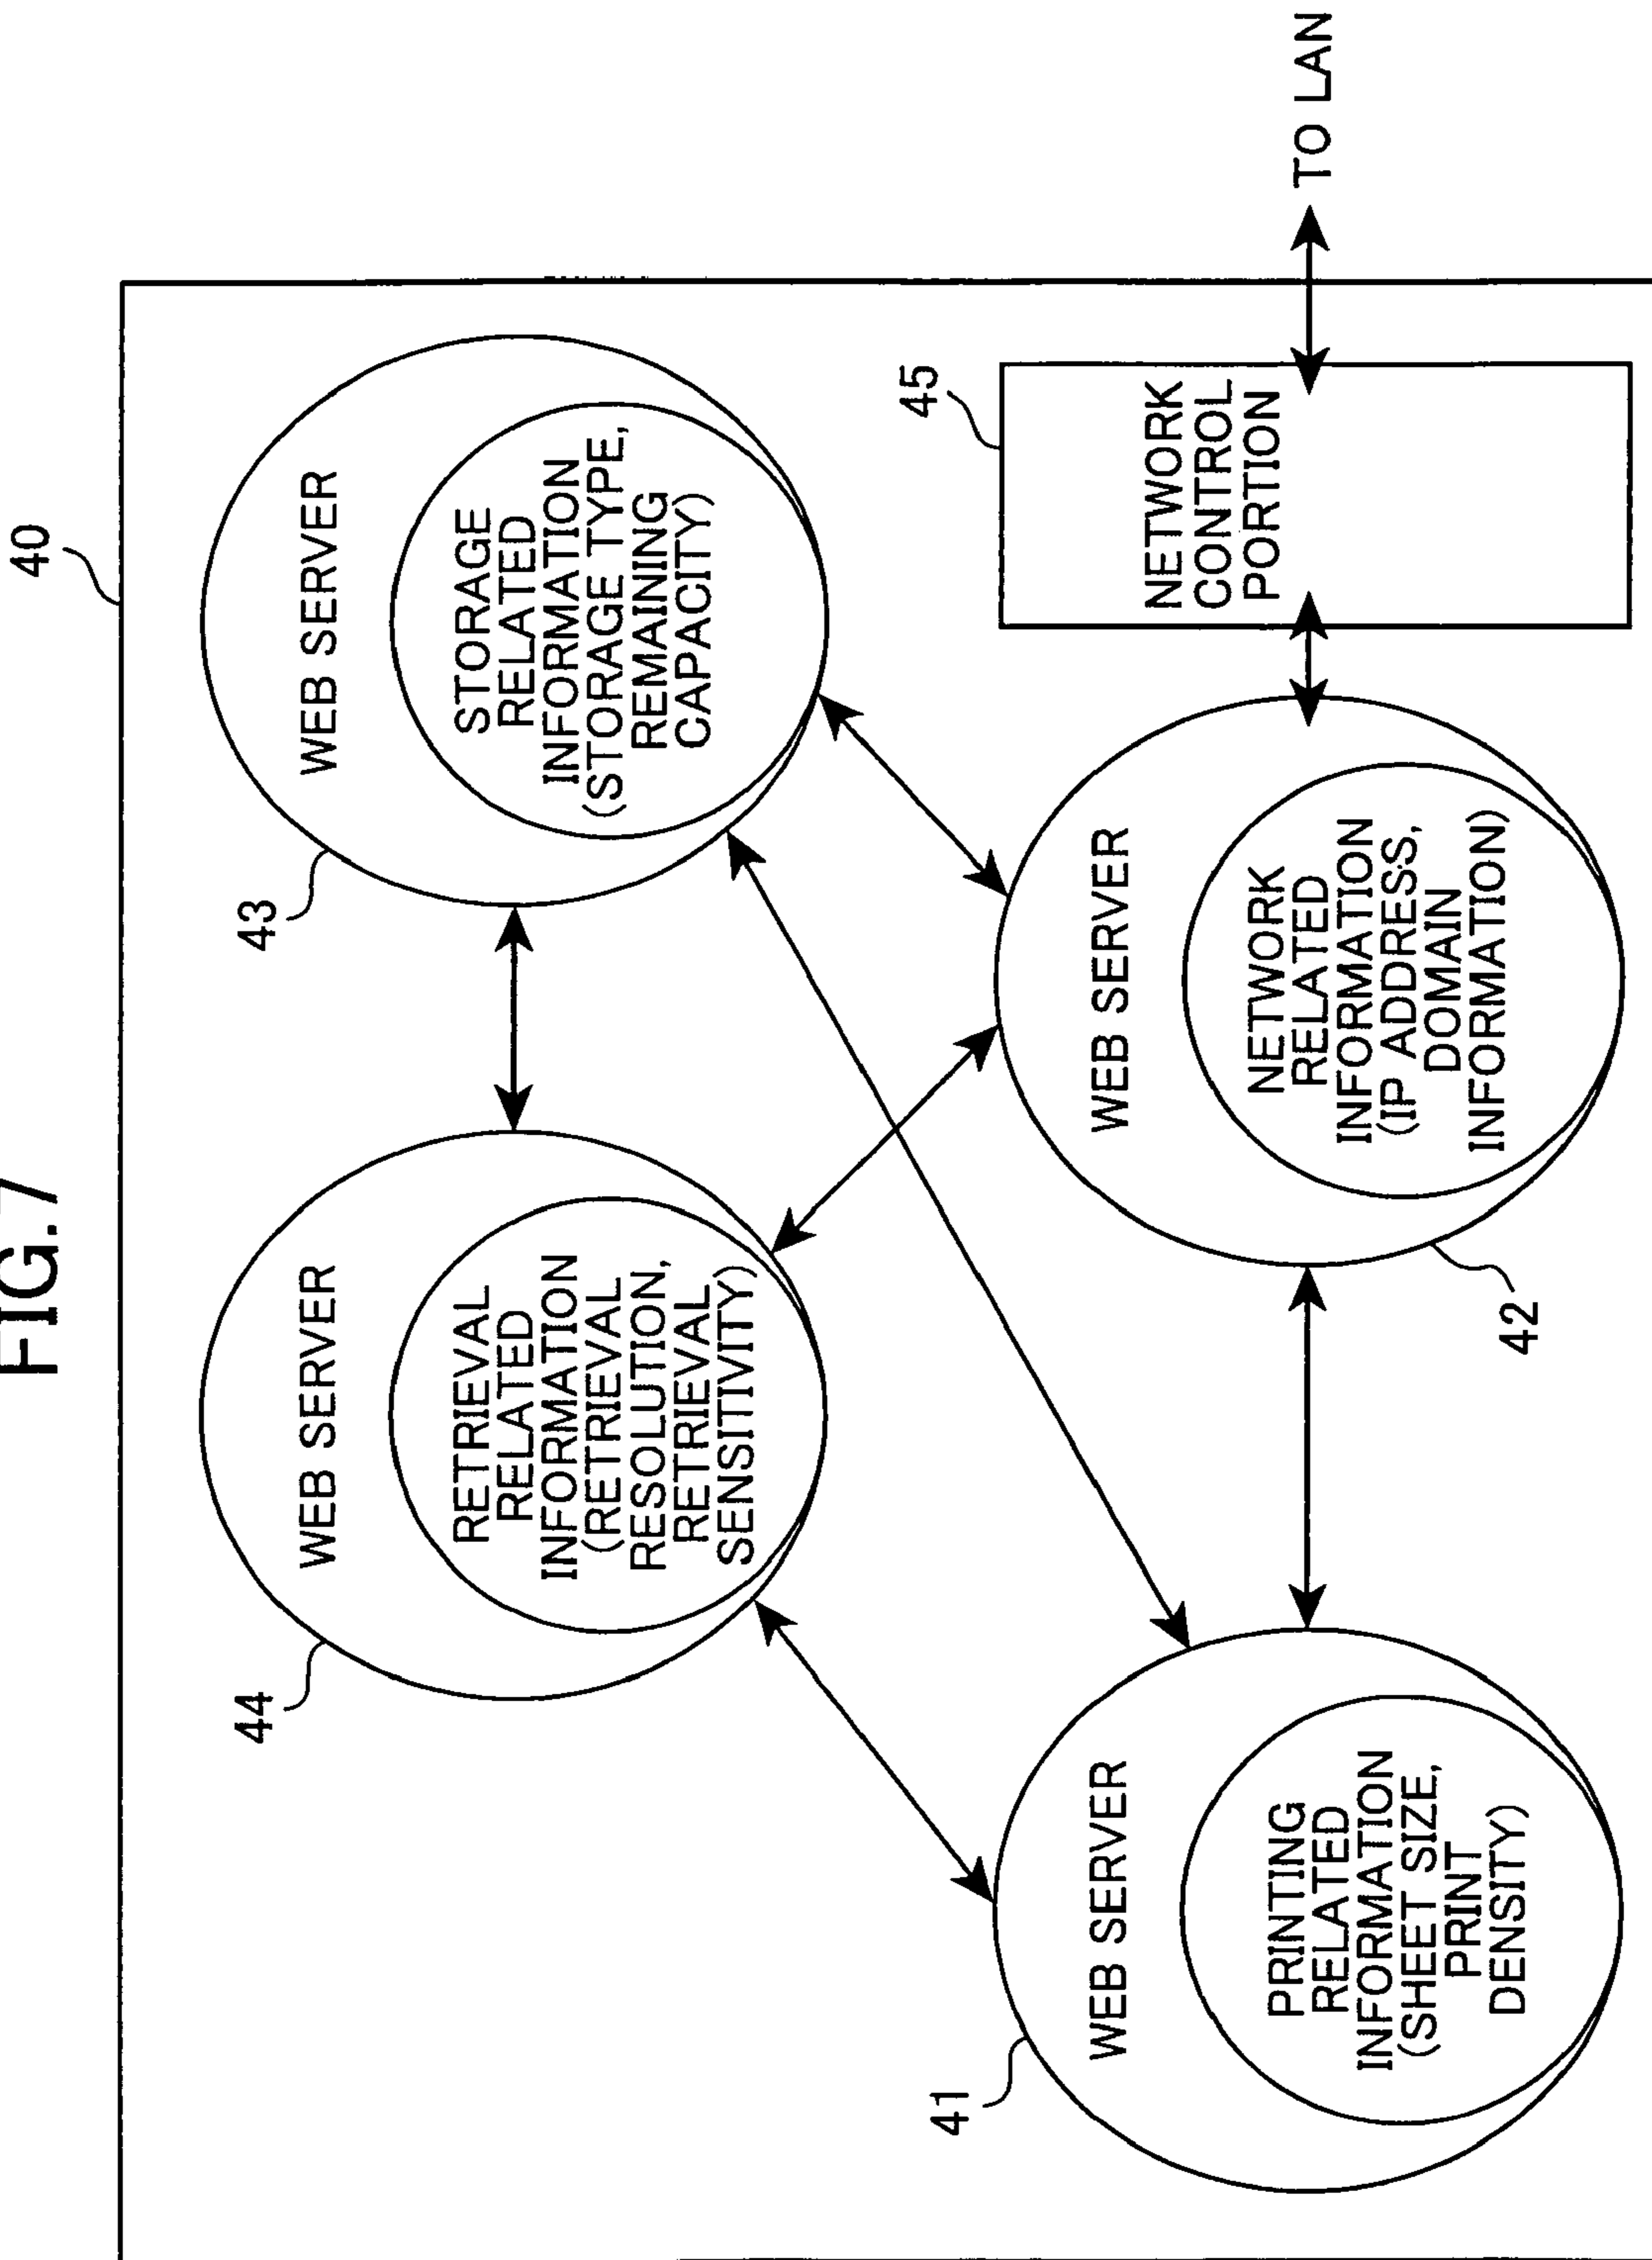 FIG.7
40
44
WEB SERVER
RETRIEVAL
RELATED
INFORMATION
(RETRIEVAL
RESOLUTION,
RETRIEVAL
SENSITIVITY)
43
WEB SERVER
STORAGE
RELATED
INFORMATION
(STORAGE TYPE,
REMAINING
CAPACITY)
41
WEB SERVER
PRINTING
RELATED
INFORMATION
(SHEET SIZE,
PRINT
DENSITY)
42
WEB SERVER
NETWORK
RELATED
INFORMATION
(IP ADDRESS,
DOMAIN
INFORMATION)
45
NETWORK
CONTROL
PORTION
TO LAN